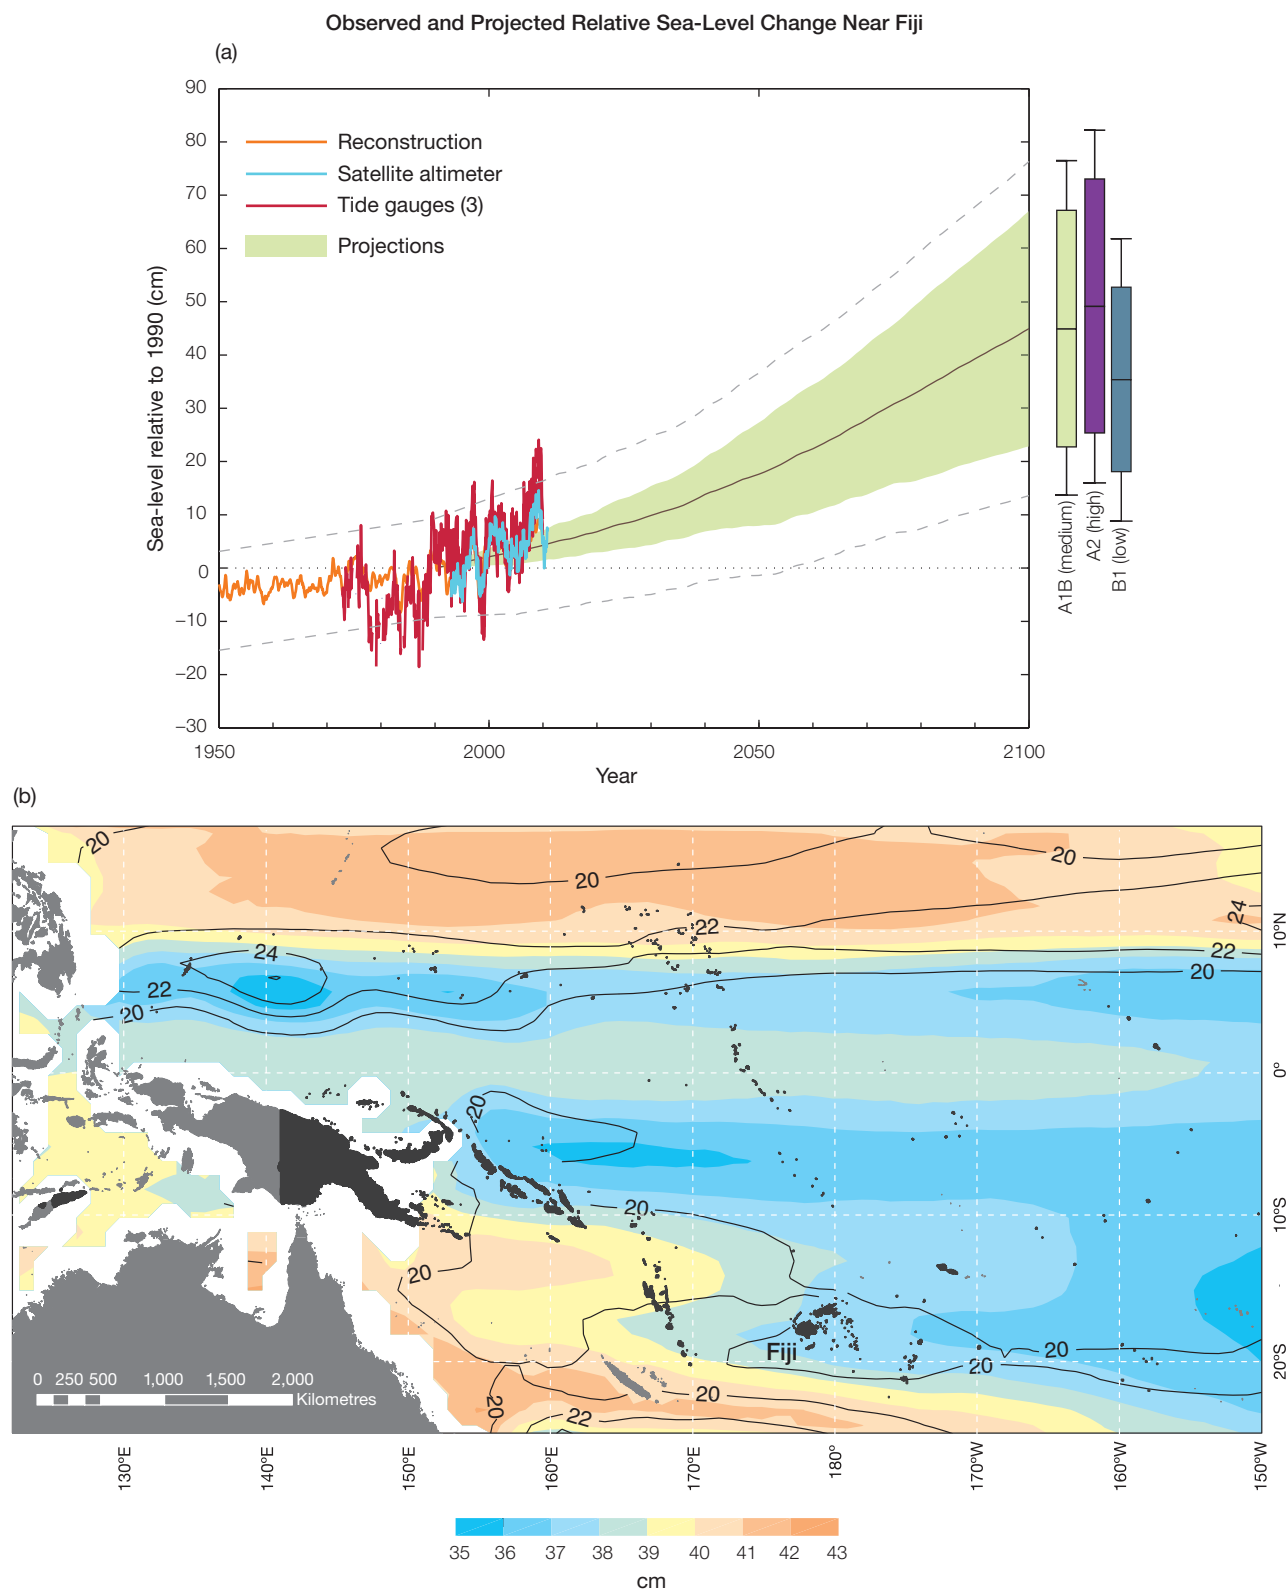 Observed and Projected Relative Sea-Level Change Near Fiji
(a)
90
80
70
60
50
40
30
20
10
0
−10
−20
−30
Sea-level relative to 1990 (cm)
Reconstruction
Satellite altimeter
Tide gauges (3)
Projections
1950
2000
2050
2100
Year
A1B (medium)
A2 (high)
B1 (low)
(b)
20
20
20
24
22
22
20
24
22
20
20
20
20
20
20
20
20
22
Fiji
0 250 500 1,000 1,500 2,000
Kilometres
10°N
0°
10°S
20°S
130°E
140°E
150°E
160°E
170°E
180°
170°W
160°W
150°W
35 36 37 38 39 40 41 42 43
cm